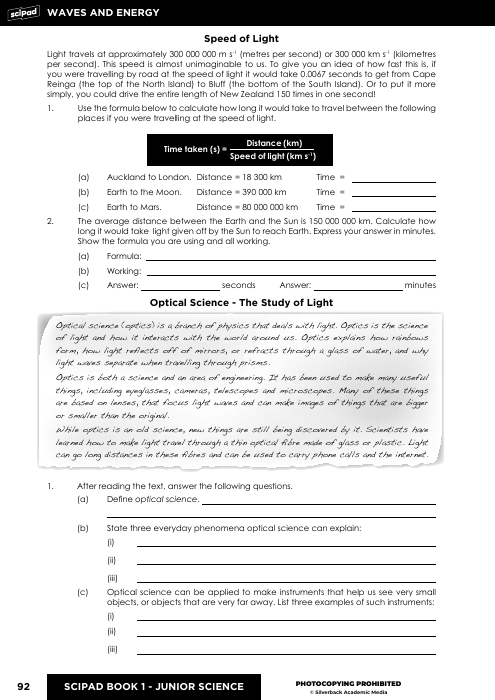 scipad WAVES AND ENERGY
Speed of Light
Light travels at approximately 300 000 000 m s⁻¹ (metres per second) or 300 000 km s⁻¹ (kilometres
per second). This speed is almost unimaginable to us. To give you an idea of how fast this is, if
you were travelling by road at the speed of light it would take 0.0067 seconds to get from Cape
Reinga (the top of the North Island) to Bluff (the bottom of the South Island). Or to put it more
simply, you could drive the entire length of New Zealand 150 times in one second!
1. Use the formula below to calculate how long it would take to travel between the following
places if you were travelling at the speed of light.
Time taken (s) = Distance (km)
Speed of light (km s⁻¹)
(a) Auckland to London. Distance = 18 300 km Time =
(b) Earth to the Moon. Distance = 390 000 km Time =
(c) Earth to Mars. Distance = 80 000 000 km Time =
2. The average distance between the Earth and the Sun is 150 000 000 km. Calculate how
long it would take light given off by the Sun to reach Earth. Express your answer in minutes.
Show the formula you are using and all working.
(a) Formula:
(b) Working:
(c) Answer: seconds Answer: minutes
Optical Science - The Study of Light
Optical science (optics) is a branch of physics that deals with light. Optics is the science
of light and how it interacts with the world around us. Optics explains how rainbows
form, how light reflects off of mirrors, or refracts through a glass of water, and why
light waves separate when travelling through prisms.
Optics is both a science and an area of engineering. It has been used to make many useful
things, including eyeglasses, cameras, telescopes and microscopes. Many of these things
are based on lenses, that focus light waves and can make images of things that are bigger
or smaller than the original.
While optics is an old science, new things are still being discovered by it. Scientists have
learned how to make light travel through a thin optical fibre made of glass or plastic. Light
can go long distances in these fibres and can be used to carry phone calls and the internet.
1. After reading the text, answer the following questions.
(a) Define optical science.
(b) State three everyday phenomena optical science can explain:
(i)
(ii)
(iii)
(c) Optical science can be applied to make instruments that help us see very small
objects, or objects that are very far away. List three examples of such instruments:
(i)
(ii)
(iii)
92 SCIPAD BOOK 1 - JUNIOR SCIENCE PHOTOCOPYING PROHIBITED
© Silverback Academic Media